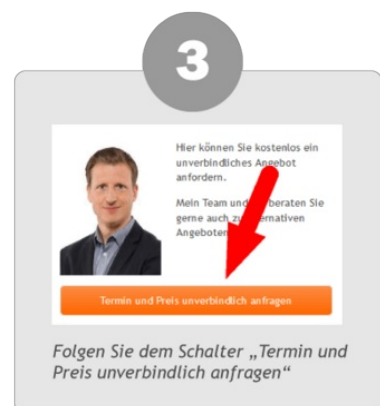 3
Hier können Sie kostenlos ein
unverbindliches Angebot
anfordern.
Mein Team und beraten Sie
gerne auch zu
Angeboten
Termin und Preis unverbindlich anfragen
Folgen Sie dem Schalter „Termin und
Preis unverbindlich anfragen“